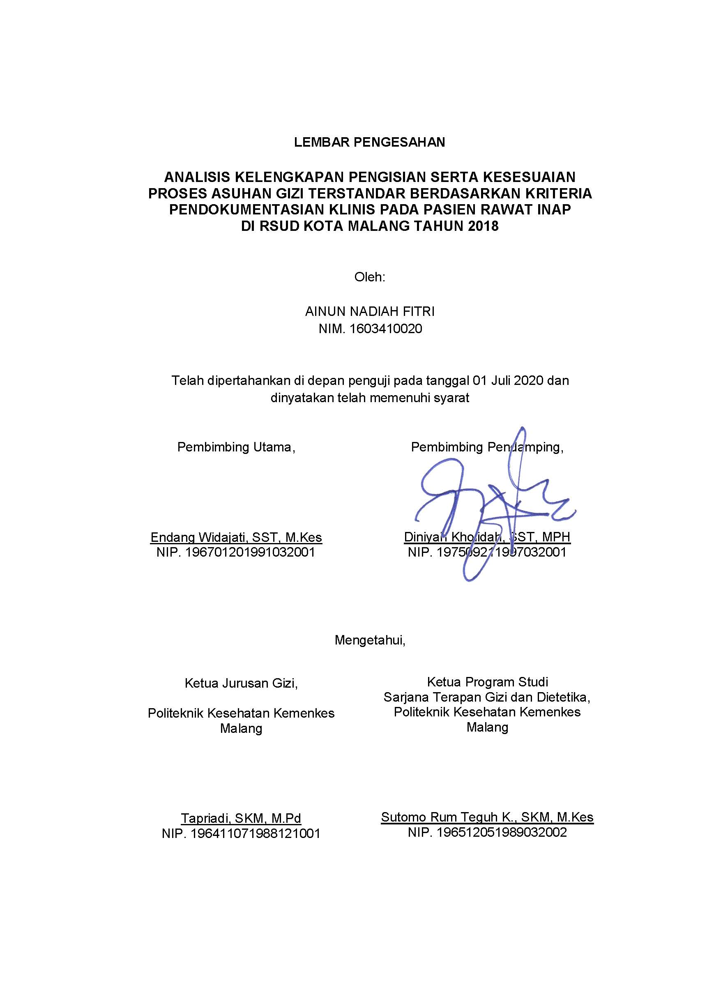 LEMBAR PENGESAHAN
ANALISIS KELENGKAPAN PENGISIAN SERTA KESESUAIAN
PROSES ASUHAN GIZI TERSTANDAR BERDASARKAN KRITERIA
PENDOKUMENTASIAN KLINIS PADA PASIEN RAWAT INAP
DI RSUD KOTA MALANG TAHUN 2018
Oleh:
AINUN NADIAH FITRI
NIM. 1603410020
Telah dipertahankan di depan penguji pada tanggal 01 Juli 2020 dan
dinyatakan telah memenuhi syarat
Pembimbing Utama,
Pembimbing Pendamping,
Endang Widajati, SST, M.Kes
NIP. 196701201991032001
Diniyah Kholidah, SST, MPH
NIP. 197509211997032001
Mengetahui,
Ketua Jurusan Gizi,
Politeknik Kesehatan Kemenkes
Malang
Ketua Program Studi
Sarjana Terapan Gizi dan Dietetika,
Politeknik Kesehatan Kemenkes
Malang
Tapriadi, SKM, M.Pd
NIP. 196411071988121001
Sutomo Rum Teguh K., SKM, M.Kes
NIP. 196512051989032002